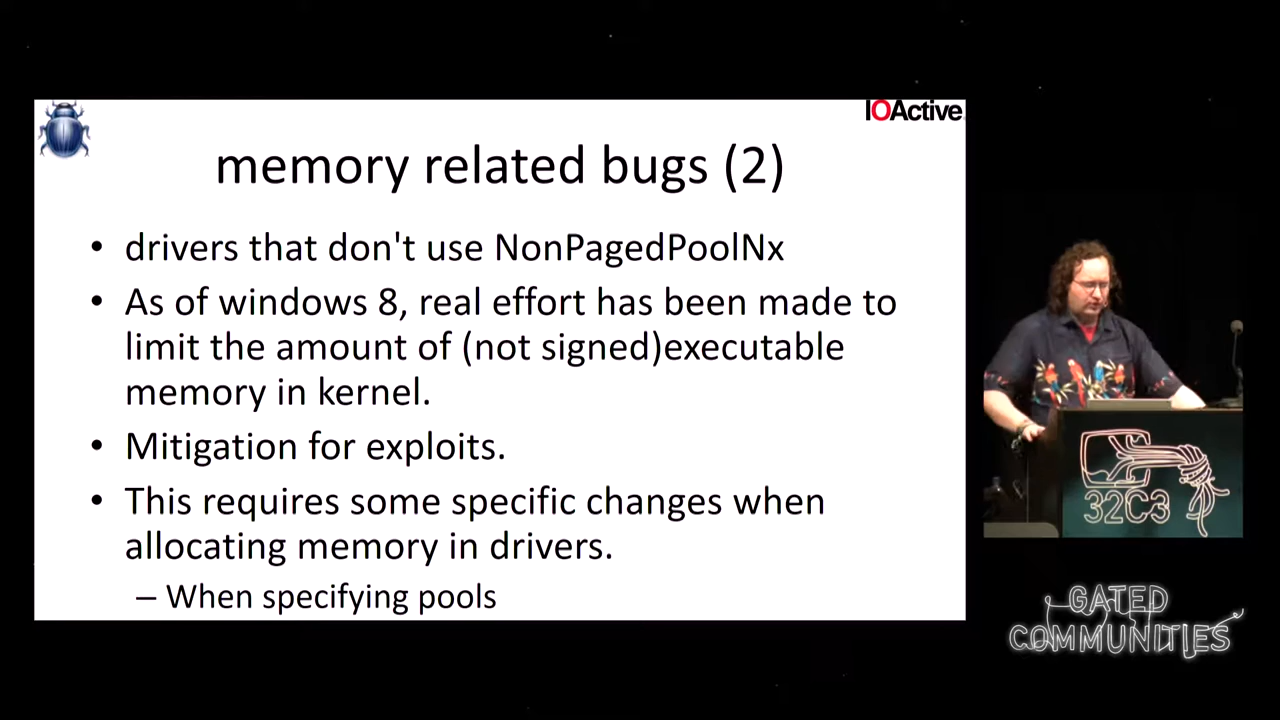 IOActive
memory related bugs (2)
• drivers that don't use NonPagedPoolNx
• As of windows 8, real effort has been made to
limit the amount of (not signed)executable
memory in kernel.
• Mitigation for exploits.
• This requires some specific changes when
allocating memory in drivers.
– When specifying pools
32C3
GATED
COMMUNITIES